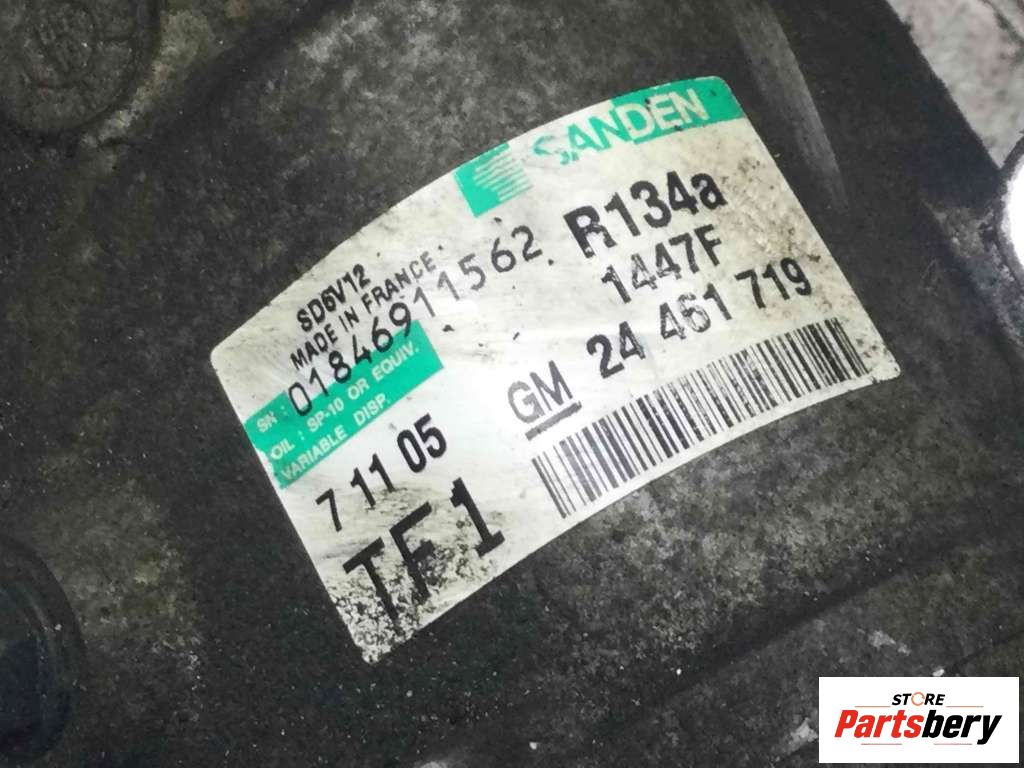 SANDEN
SD6V12
MADE IN FRANCE
SN : 01846911562
OIL : SP-10 OR EQUIV.
VARIABLE DISP.
R134a
1447F
GM 24 461 719
7 11 05
TF1
STORE
Partsbery